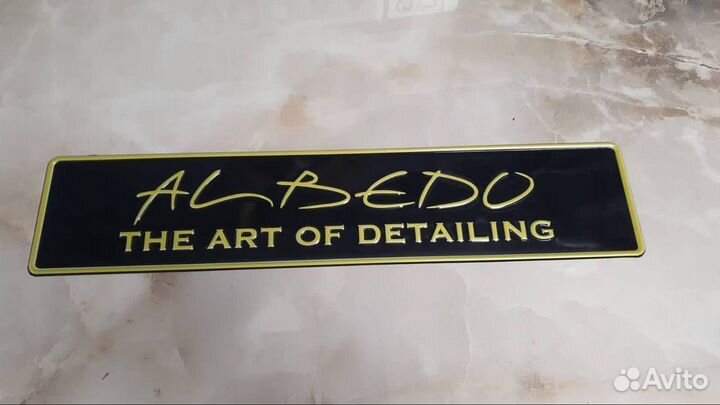 ALBEDO
THE ART OF DETAILING
Avito